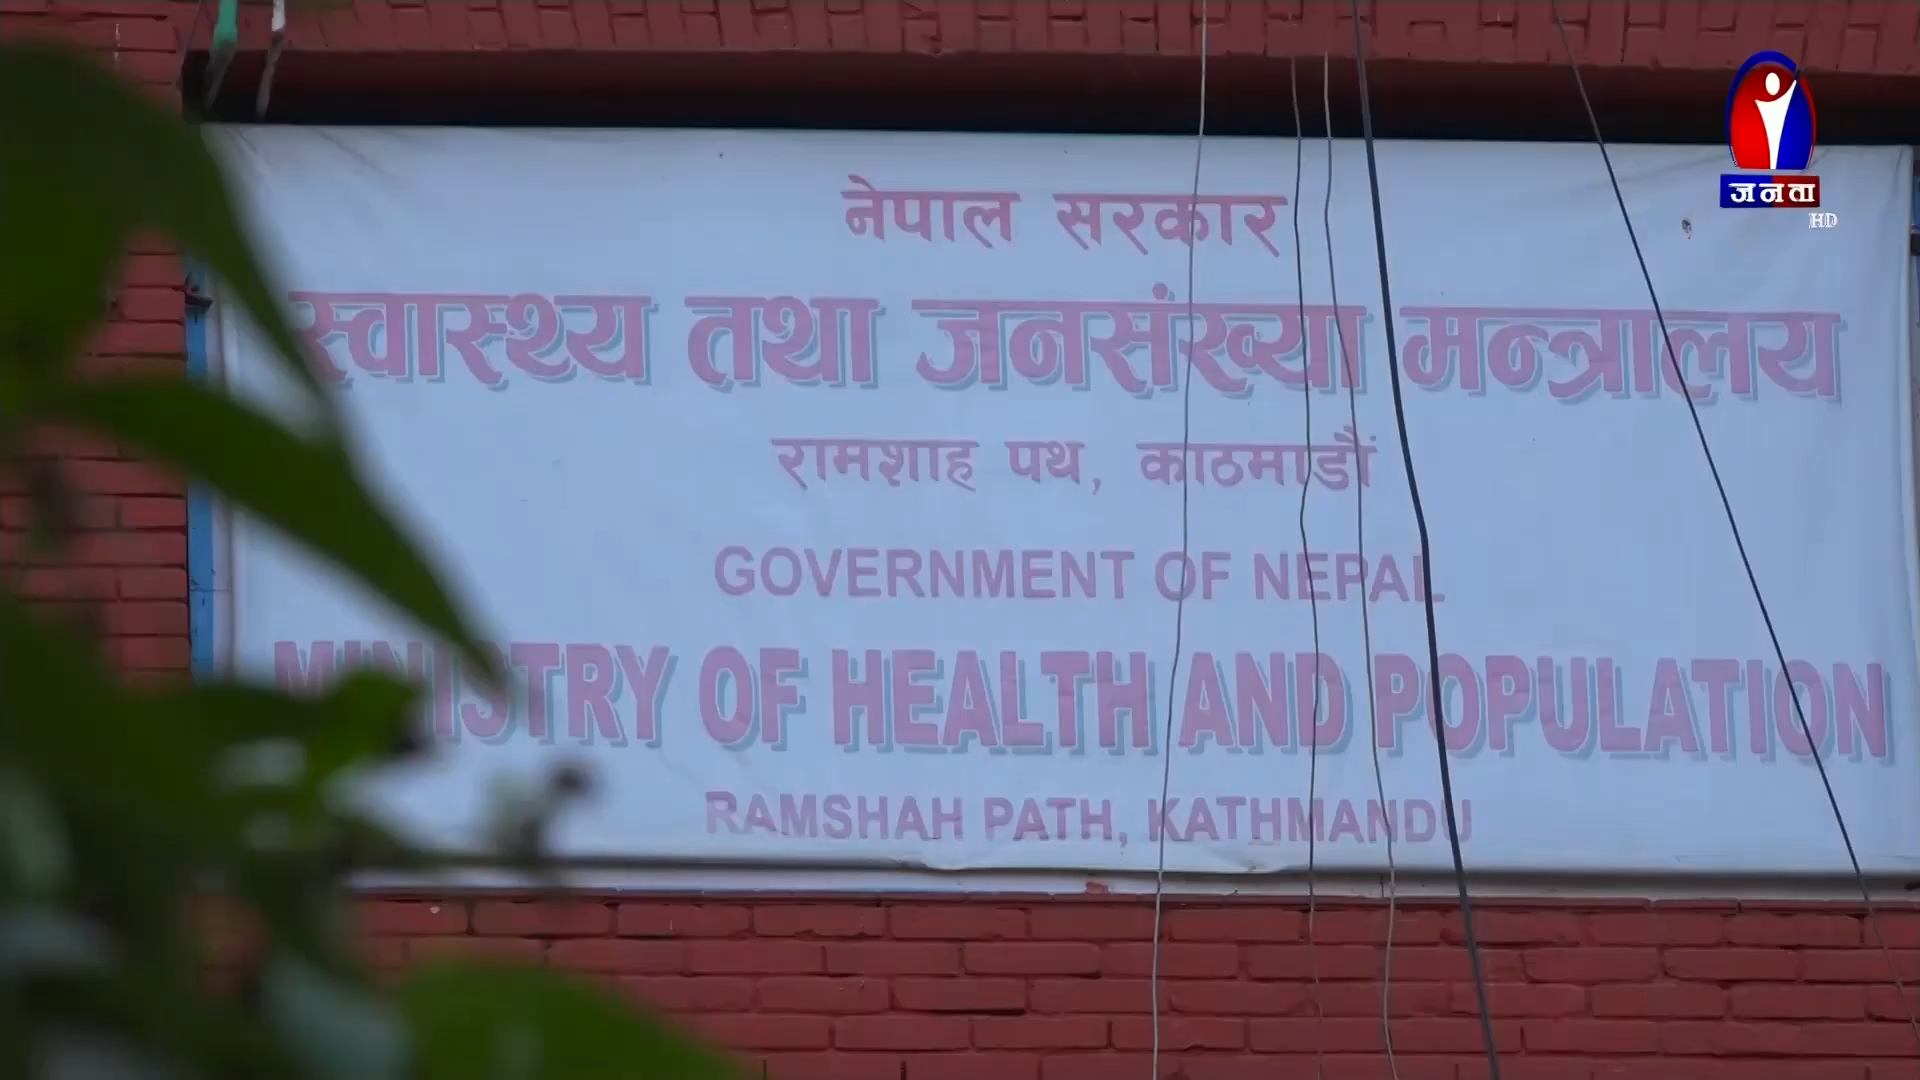 नेपाल सरकार
स्वास्थ्य तथा जनसंख्या मन्त्रालय
रामशाह पथ, काठमाडौं
GOVERNMENT OF NEPAL
MINISTRY OF HEALTH AND POPULATION
RAMSHAH PATH, KATHMANDU
जनता
HD